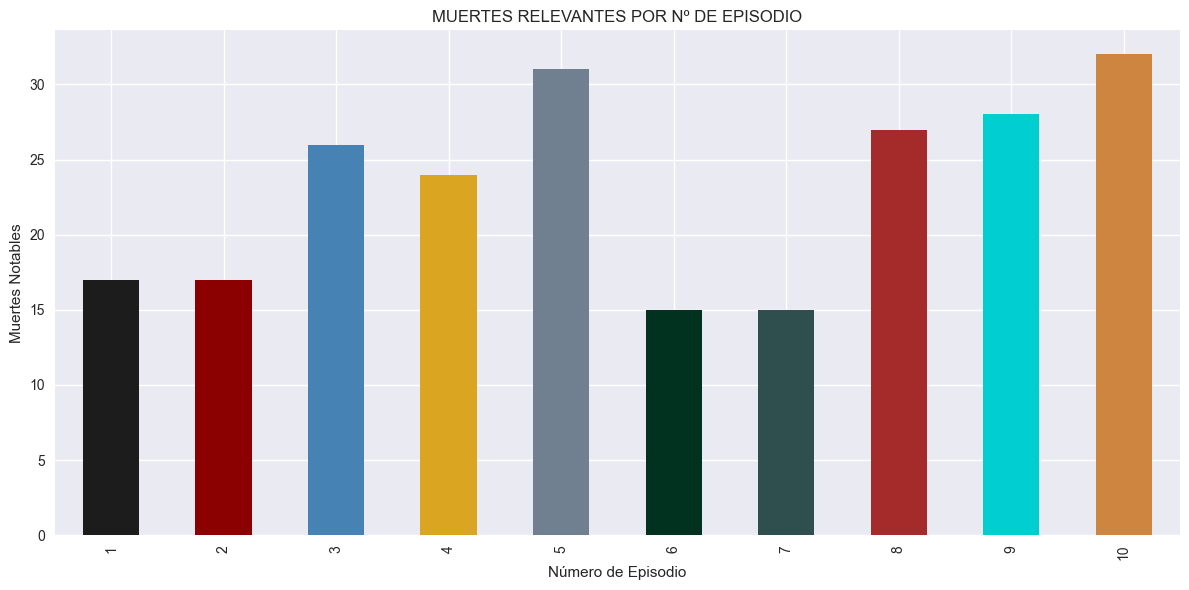 MUERTES RELEVANTES POR Nº DE EPISODIO
30
25
20
15
10
5
0
Muertes Notables
1 2 3 4 5 6 7 8 9 10
Número de Episodio